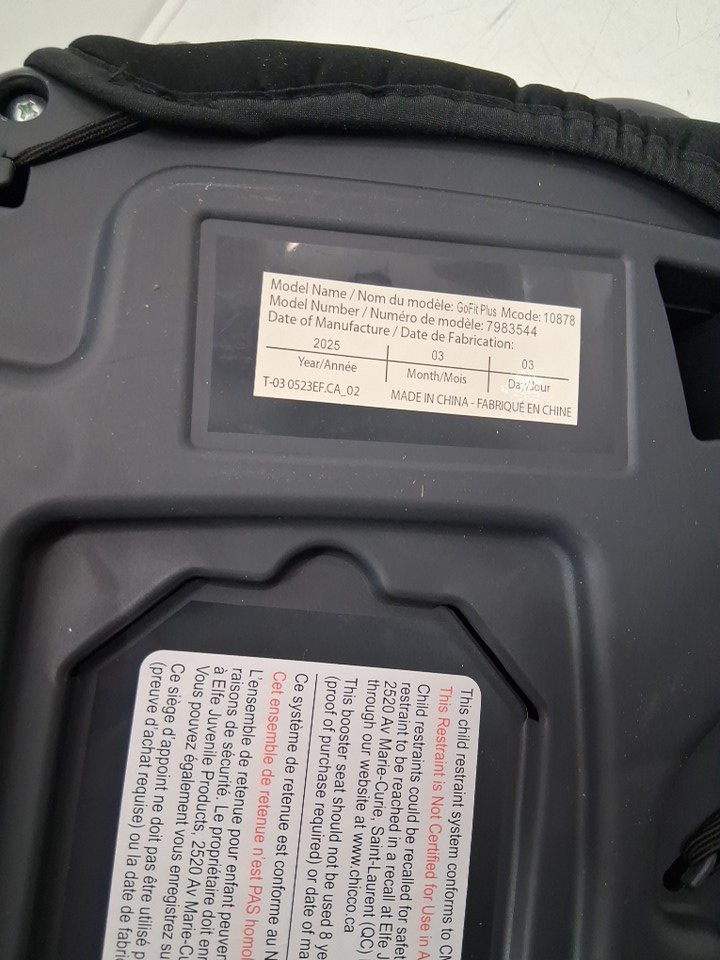 Model Name / Nom du modèle: GoFit Plus Mcode: 10878
Model Number / Numéro de modèle: 7983544
Date of Manufacture / Date de Fabrication:
2025 03 03
Year/Année Month/Mois Day/Jour
T-03 0523EF.CA_02 MADE IN CHINA - FABRIQUÉ EN CHINE
This child restraint system conforms to
This Restraint is Not Certified for Use in
Child restraints could be recalled for
restraint to be reached in a recall at Elfe
2520 Av Marie-Curie, Saint-Laurent (QC)
through our website at www.chicco.ca
This booster seat should not be used 8
(proof of purchase required) or date of
Ce système de retenue est conforme au
Cet ensemble de retenue n'est PAS
L'ensemble de retenue pour enfant
raisons de sécurité. Le propriétaire doit
à Elfe Juvenile Products, 2520 Av
Vous pouvez également vous enregistrez
Ce siège d'appoint ne doit pas être utilisé
(preuve d'achat requise) ou la date de